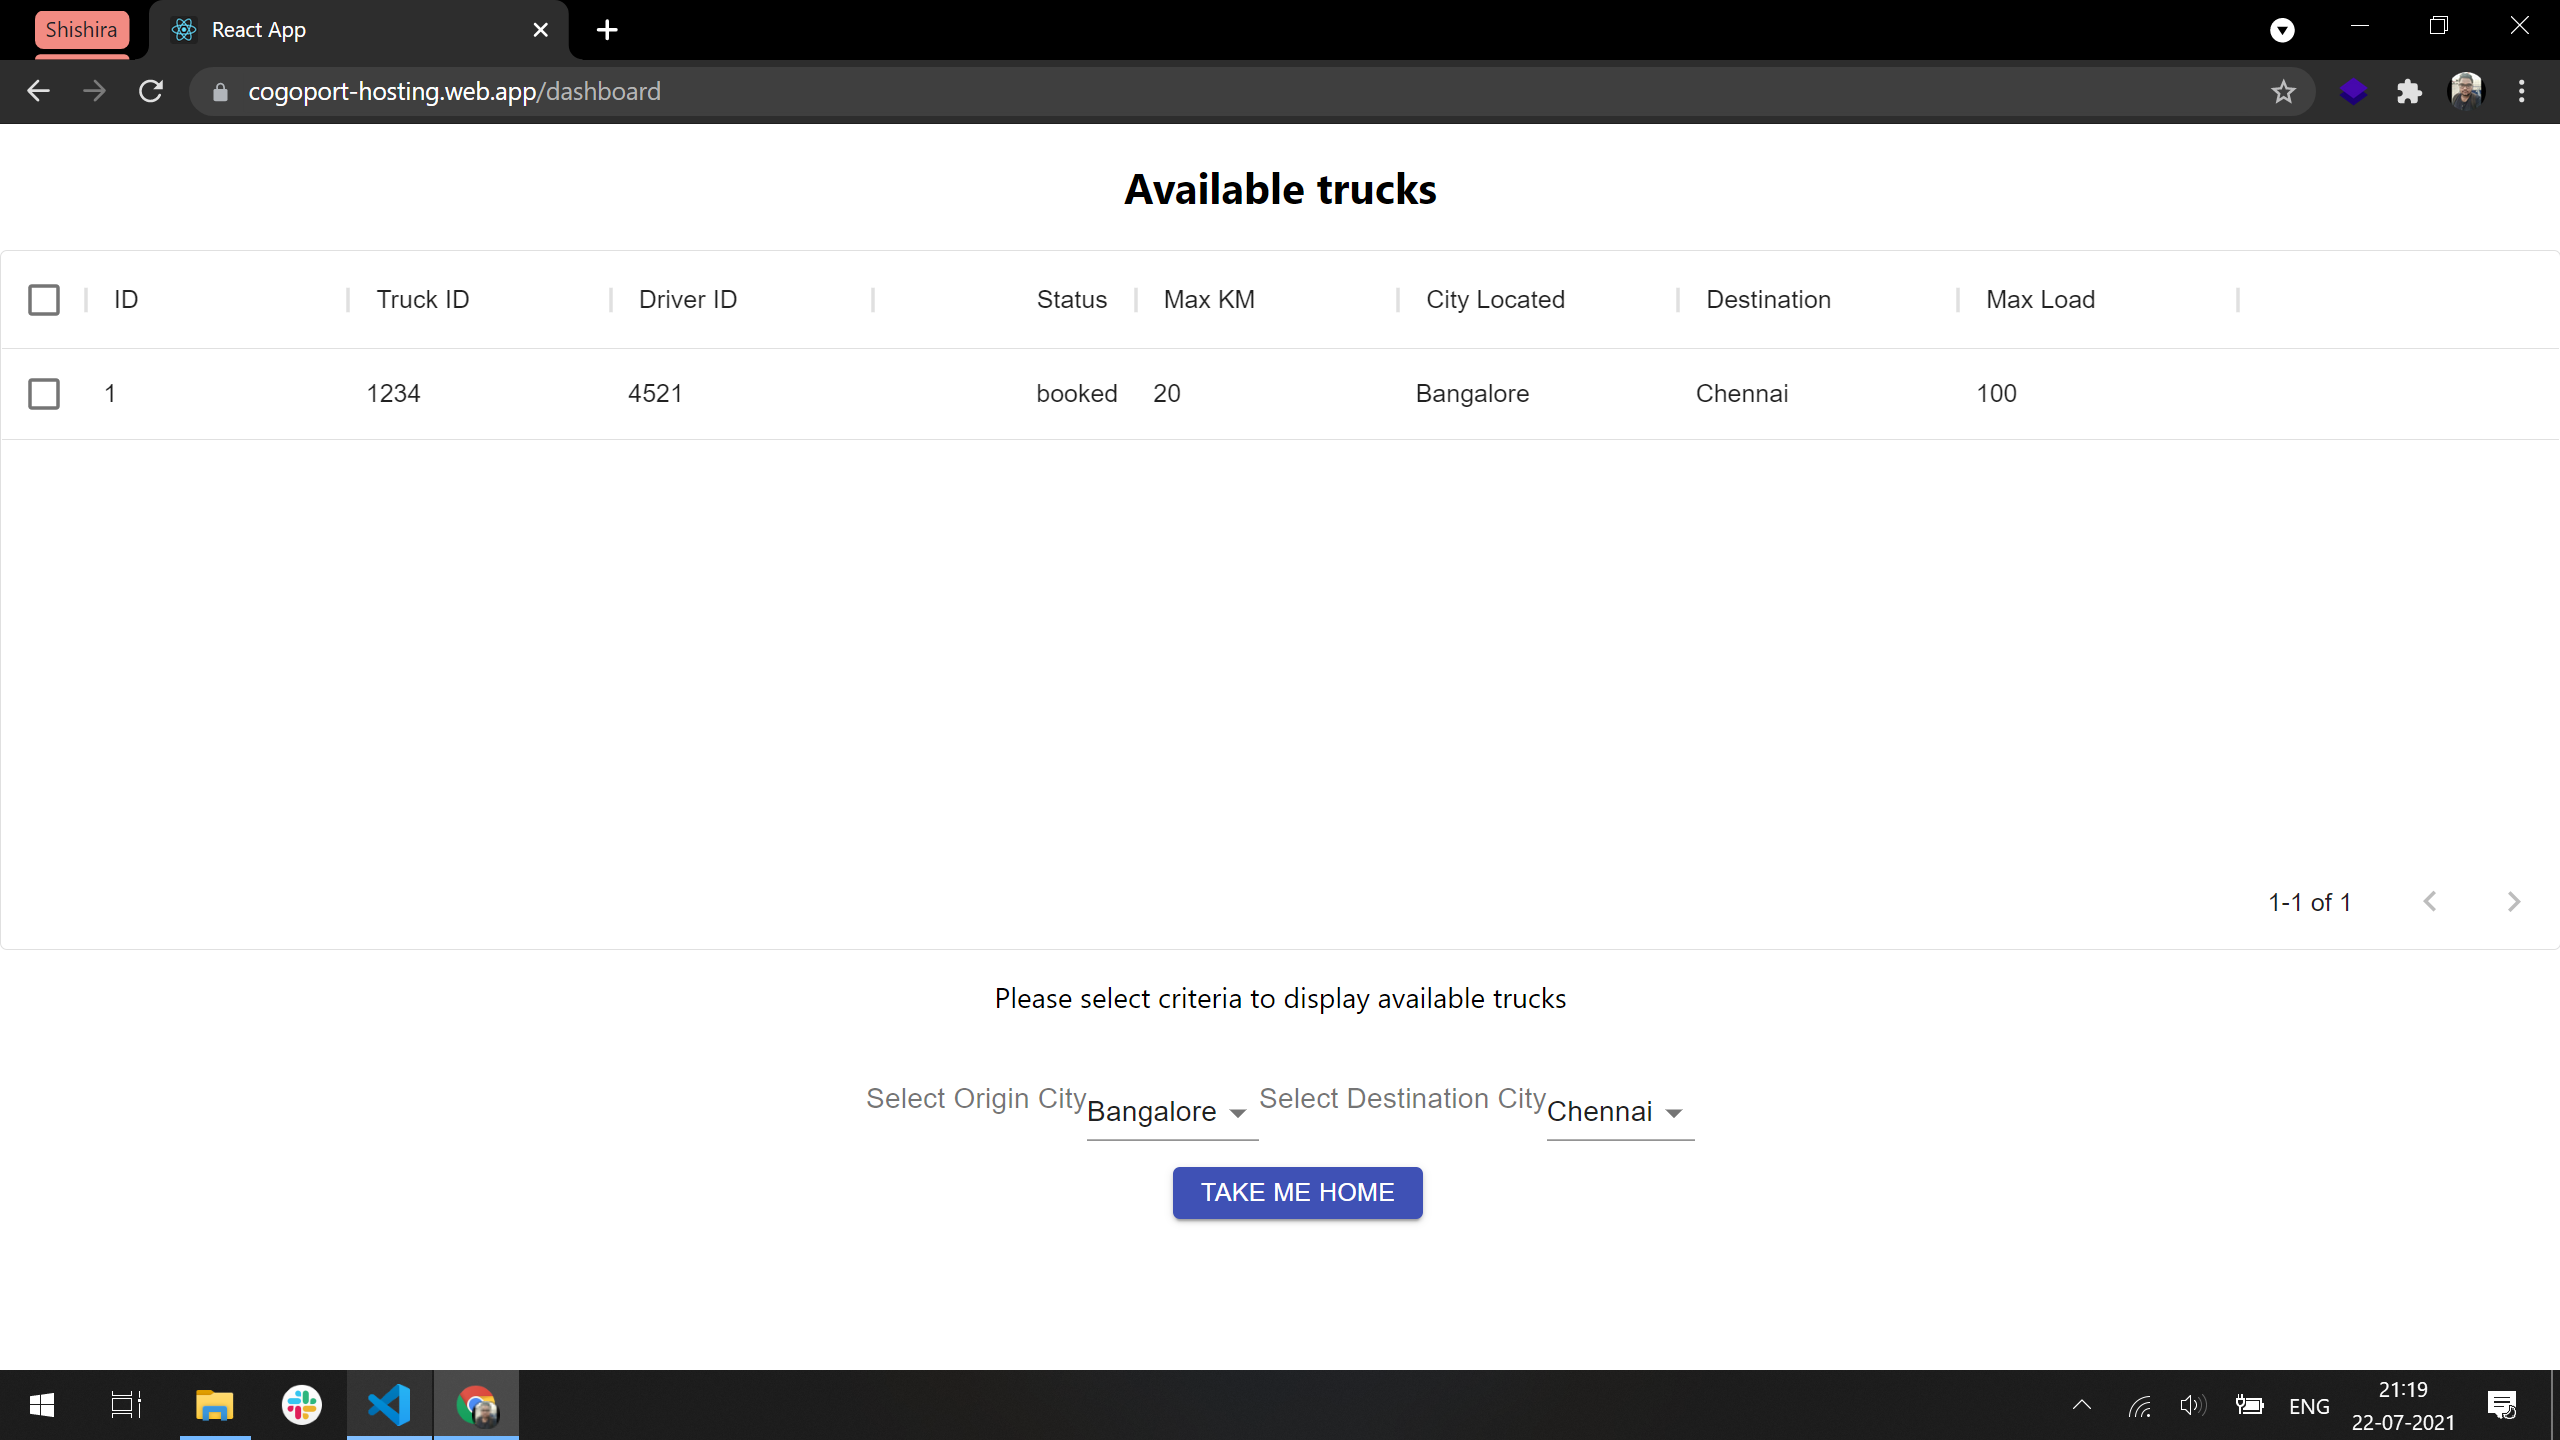 Shishira
React App
cogoport-hosting.web.app/dashboard
Available trucks
ID Truck ID Driver ID Status Max KM City Located Destination Max Load
1 1234 4521 booked 20 Bangalore Chennai 100
1-1 of 1
Please select criteria to display available trucks
Select Origin City Bangalore Select Destination City Chennai
TAKE ME HOME
ENG
21:19
22-07-2021